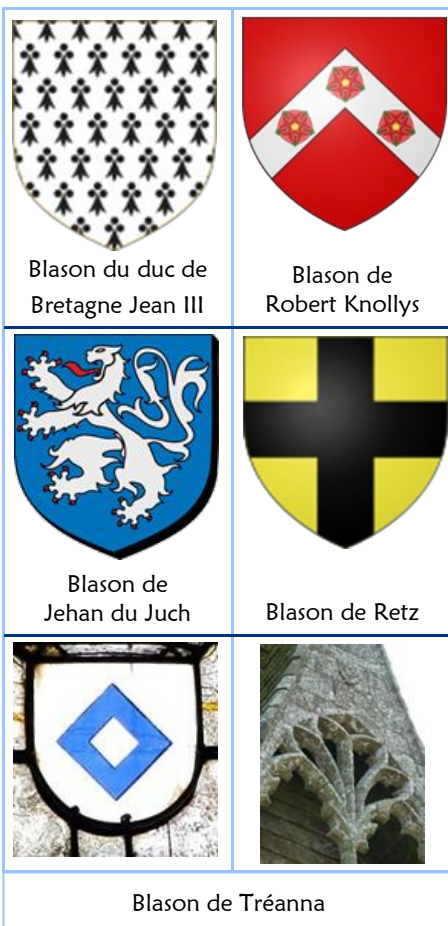 Blason du duc de
Bretagne Jean III
Blason de
Robert Knollys
Blason de
Jehan du Juch
Blason de Retz
Blason de Tréanna